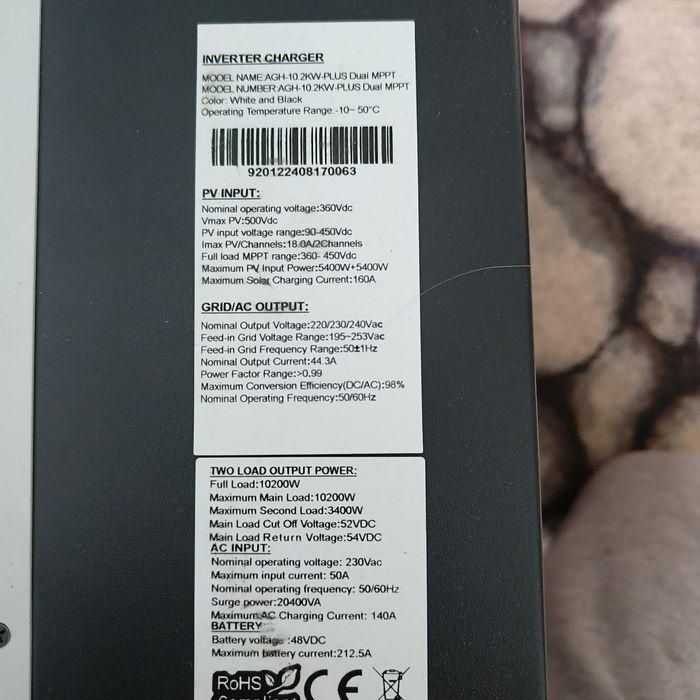 INVERTER CHARGER
MODEL NAME:AGH-10.2KW-PLUS Dual MPPT
MODEL NUMBER:AGH-10.2KW-PLUS Dual MPPT
Color: White and Black
Operating Temperature Range:-10~ 50°C
920122408170063
PV INPUT:
Nominal operating voltage:360Vdc
Vmax PV:500Vdc
PV input voltage range:90-450Vdc
Imax PV/Channels:18.0A/2Channels
Full load MPPT range:360- 450Vdc
Maximum PV Input Power:5400W+5400W
Maximum Solar Charging Current:160A
GRID/AC OUTPUT:
Nominal Output Voltage:220/230/240Vac
Feed-in Grid Voltage Range:195~253Vac
Feed-in Grid Frequency Range:50±1Hz
Nominal Output Current:44.3A
Power Factor Range:>0.99
Maximum Conversion Efficiency(DC/AC):98%
Nominal Operating Frequency:50/60Hz
TWO LOAD OUTPUT POWER:
Full Load:10200W
Maximum Main Load:10200W
Maximum Second Load:3400W
Main Load Cut Off Voltage:52VDC
Main Load Return Voltage:54VDC
AC INPUT:
Nominal operating voltage: 230Vac
Maximum input current: 50A
Nominal operating frequency: 50/60Hz
Surge power:20400VA
Maximum AC Charging Current: 140A
BATTERY
Battery voltage :48VDC
Maximum battery current:212.5A
RoHS CE